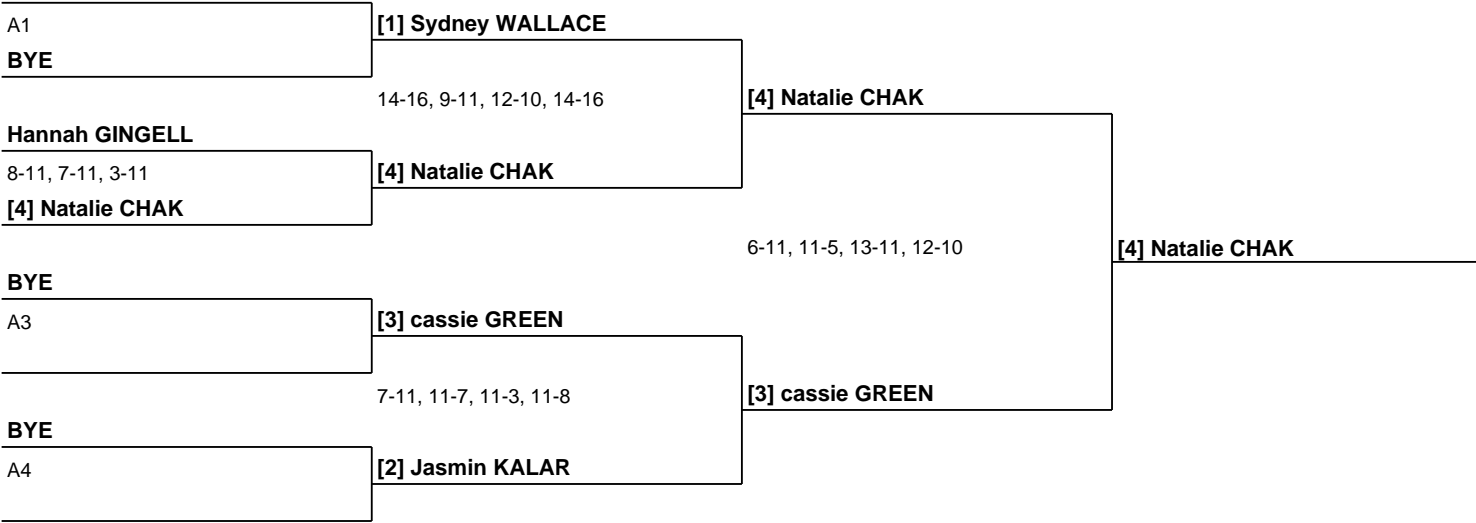 A1
BYE
[1] Sydney WALLACE
14-16, 9-11, 12-10, 14-16
Hannah GINGELL
8-11, 7-11, 3-11
[4] Natalie CHAK
[4] Natalie CHAK
[4] Natalie CHAK
6-11, 11-5, 13-11, 12-10
[4] Natalie CHAK
BYE
A3
[3] cassie GREEN
7-11, 11-7, 11-3, 11-8
[3] cassie GREEN
BYE
A4
[2] Jasmin KALAR